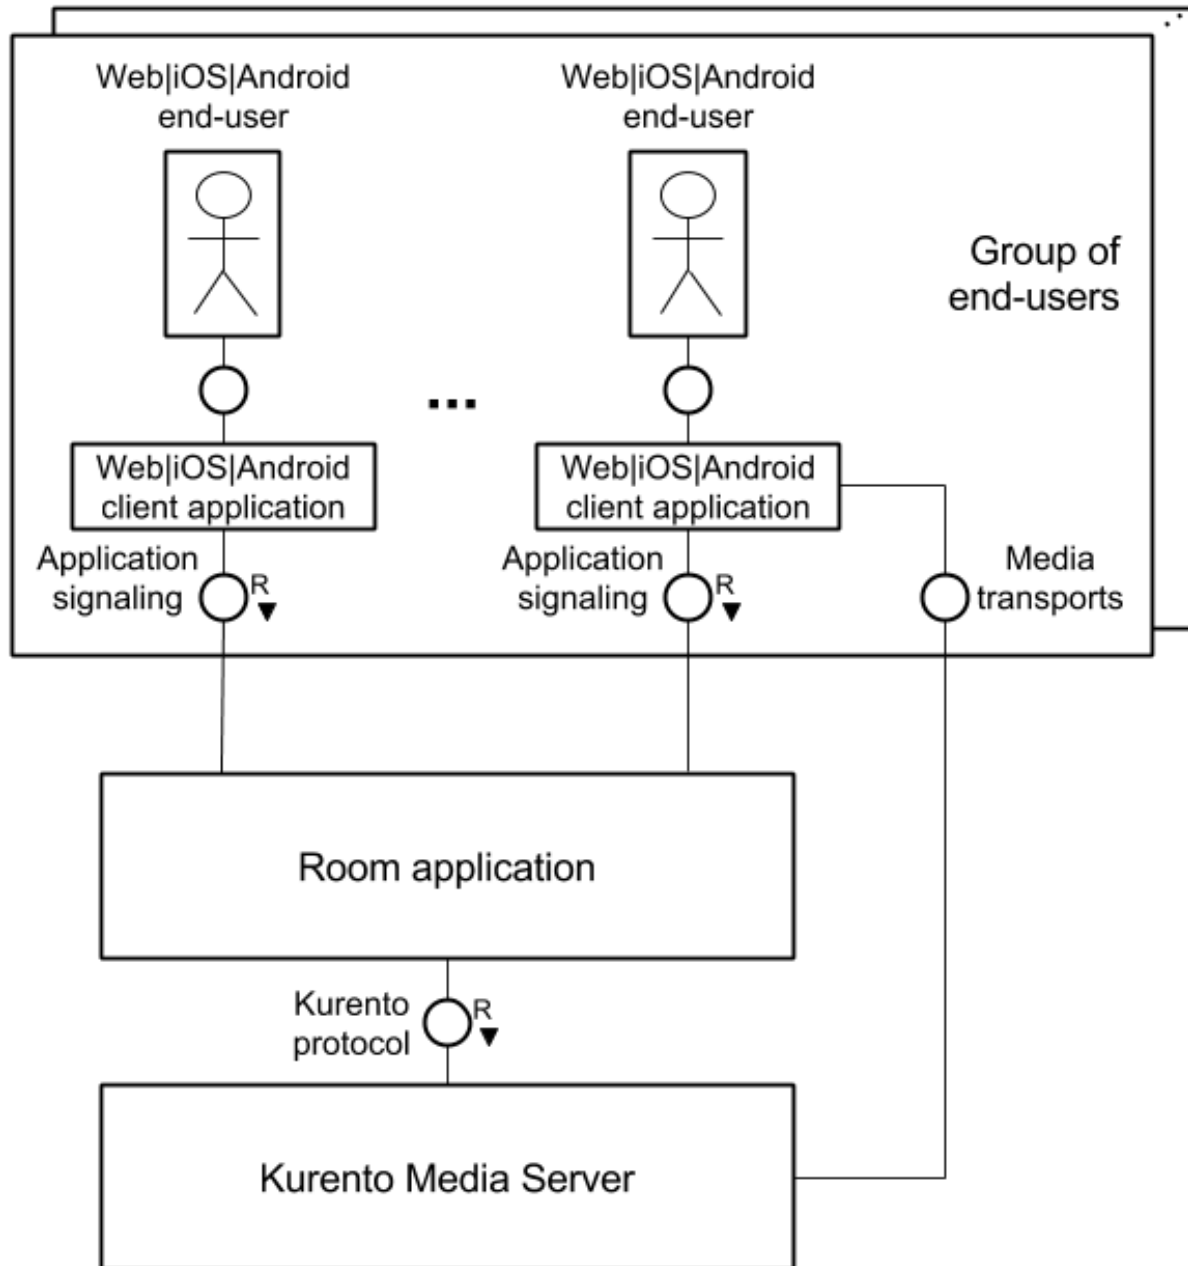 Web|iOS|Android
end-user
Web|iOS|Android
end-user
Group of
end-users
...
Web|iOS|Android
client application
Web|iOS|Android
client application
Application
signaling
R
Application
signaling
R
Media
transports
Room application
Kurento
protocol
R
Kurento Media Server